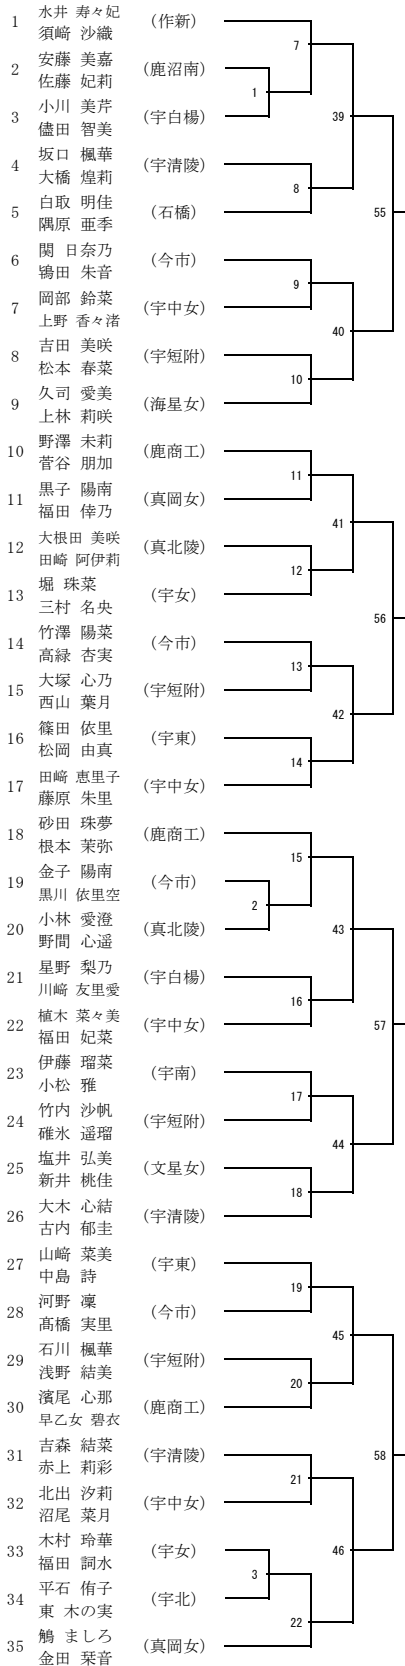 1 水井 寿々妃 (作新)
須﨑 沙織
7
2 安藤 美嘉 (鹿沼南)
佐藤 妃莉
1
3 小川 美芹 (宇白楊)
儘田 智美
39
4 坂口 楓華 (宇清陵)
大橋 煌莉
8
5 白取 明佳 (石橋)
隅原 亜季
55
6 関 日奈乃 (今市)
鴇田 朱音
9
7 岡部 鈴菜 (宇中女)
上野 香々渚
40
8 吉田 美咲 (宇短附)
松本 春菜
10
9 久司 愛美 (海星女)
上林 莉咲
10 野澤 未莉 (鹿商工)
菅谷 朋加
11
11 黒子 陽南 (真岡女)
福田 倖乃
41
12 大根田 美咲 (真北陵)
田崎 阿伊莉
12
13 堀 珠菜 (宇女)
三村 名央
56
14 竹澤 陽菜 (今市)
高緑 杏実
13
15 大塚 心乃 (宇短附)
西山 葉月
42
16 篠田 依里 (宇東)
松岡 由真
14
17 田﨑 恵里子 (宇中女)
藤原 朱里
18 砂田 珠夢 (鹿商工)
根本 茉弥
15
19 金子 陽南 (今市)
黒川 依里空
2
20 小林 愛澄 (真北陵)
野間 心遥
43
21 星野 梨乃 (宇白楊)
川﨑 友里愛
16
22 植木 菜々美 (宇中女)
福田 妃菜
57
23 伊藤 瑠菜 (宇南)
小松 雅
17
24 竹内 沙帆 (宇短附)
碓氷 遥瑠
44
25 塩井 弘美 (文星女)
新井 桃佳
18
26 大木 心結 (宇清陵)
古内 郁圭
27 山﨑 菜美 (宇東)
中島 詩
19
28 河野 凜 (今市)
髙橋 実里
45
29 石川 楓華 (宇短附)
浅野 結美
20
30 濱尾 心那 (鹿商工)
早乙女 碧衣
31 吉森 結菜 (宇清陵)
赤上 莉彩
58
21
32 北出 汐莉 (宇中女)
沼尾 菜月
46
33 木村 玲華 (宇女)
福田 詞水
3
34 平石 侑子 (宇北)
東 木の実
22
35 鵤 ましろ (真岡女)
金田 栞音